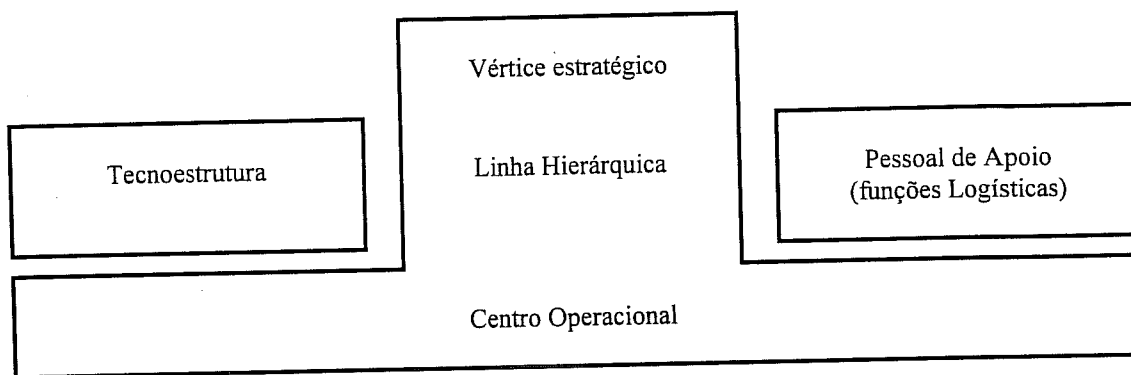 Vértice estratégico
Tecnoestrutura
Linha Hierárquica
Pessoal de Apoio
(funções Logísticas)
Centro Operacional